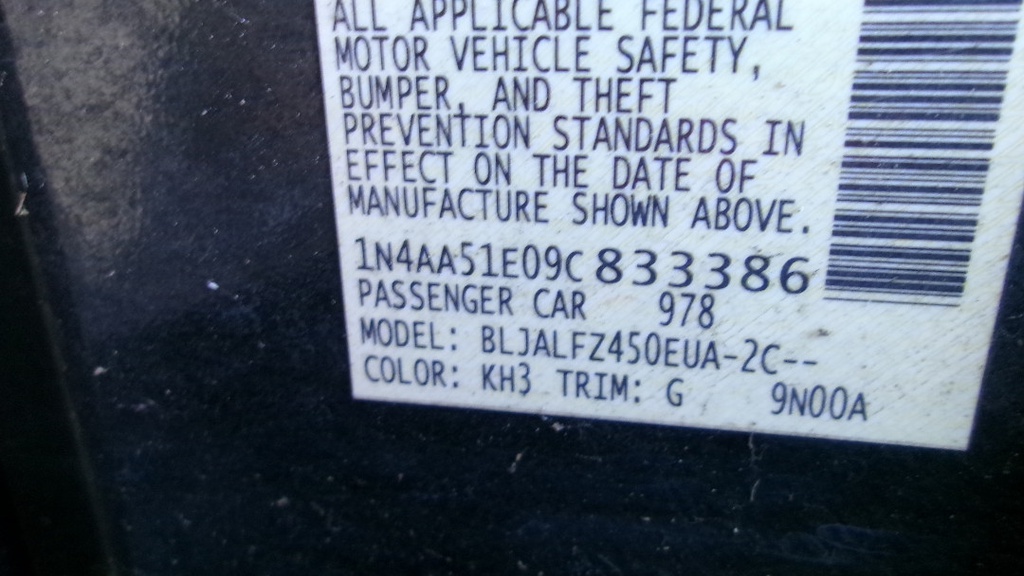 ALL APPLICABLE FEDERAL
MOTOR VEHICLE SAFETY,
BUMPER, AND THEFT
PREVENTION STANDARDS IN
EFFECT ON THE DATE OF
MANUFACTURE SHOWN ABOVE.
1N4AA51E09C833386
PASSENGER CAR 978
MODEL: BLJALFZ450EUA-2C--
COLOR: KH3 TRIM: G 9N00A